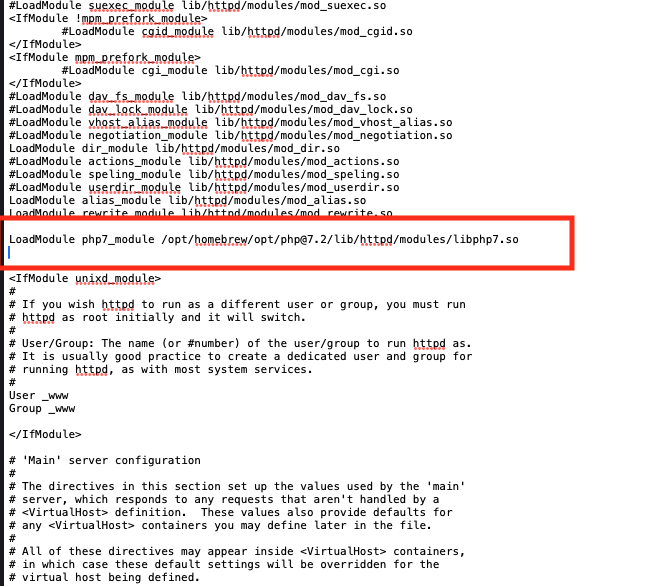 #LoadModule suexec_module lib/httpd/modules/mod_suexec.so
<IfModule !mpm_prefork_module>
#LoadModule cgid_module lib/httpd/modules/mod_cgid.so
</IfModule>
<IfModule mpm_prefork_module>
#LoadModule cgi_module lib/httpd/modules/mod_cgi.so
</IfModule>
#LoadModule dav_fs_module lib/httpd/modules/mod_dav_fs.so
#LoadModule dav_lock_module lib/httpd/modules/mod_dav_lock.so
#LoadModule vhost_alias_module lib/httpd/modules/mod_vhost_alias.so
#LoadModule negotiation_module lib/httpd/modules/mod_negotiation.so
LoadModule dir_module lib/httpd/modules/mod_dir.so
#LoadModule actions_module lib/httpd/modules/mod_actions.so
#LoadModule speling_module lib/httpd/modules/mod_speling.so
#LoadModule userdir_module lib/httpd/modules/mod_userdir.so
LoadModule alias_module lib/httpd/modules/mod_alias.so
LoadModule rewrite_module lib/httpd/modules/mod_rewrite.so
LoadModule php7_module /opt/homebrew/opt/php@7.2/lib/httpd/modules/libphp7.so
<IfModule unixd_module>
#
# If you wish httpd to run as a different user or group, you must run
# httpd as root initially and it will switch.
#
# User/Group: The name (or #number) of the user/group to run httpd as.
# It is usually good practice to create a dedicated user and group for
# running httpd, as with most system services.
#
User _www
Group _www
</IfModule>
# 'Main' server configuration
#
# The directives in this section set up the values used by the 'main'
# server, which responds to any requests that aren't handled by a
# <VirtualHost> definition.  These values also provide defaults for
# any <VirtualHost> containers you may define later in the file.
#
# All of these directives may appear inside <VirtualHost> containers,
# in which case these default settings will be overridden for the
# virtual host being defined.